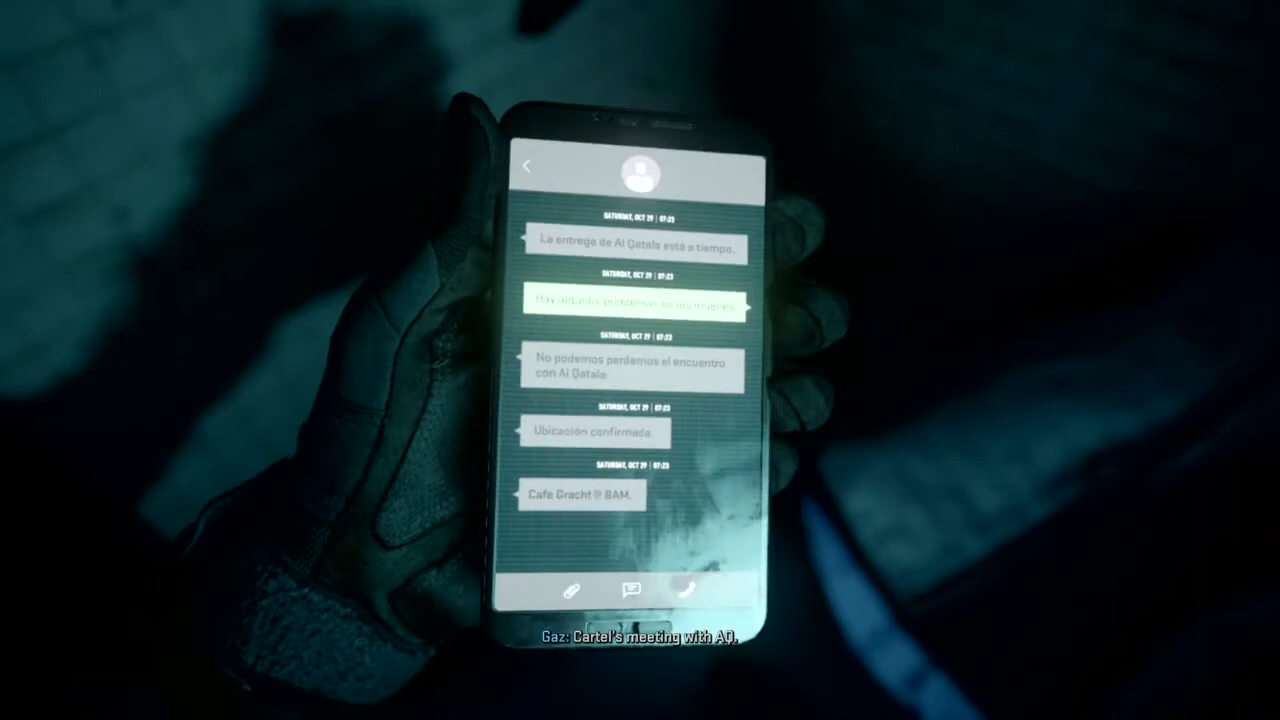 SATURDAY, OCT 29 | 07:23
La entrega de Al Qatala está a tiempo.
SATURDAY, OCT 29 | 07:23
Hay algunos problemas en los muelles.
SATURDAY, OCT 29 | 07:23
No podemos perdernos el encuentro
con Al Qatala.
SATURDAY, OCT 29 | 07:23
Ubicación confirmada.
SATURDAY, OCT 29 | 07:23
Cafe Gracht @ 8AM.
Gaz: Cartel's meeting with AQ.